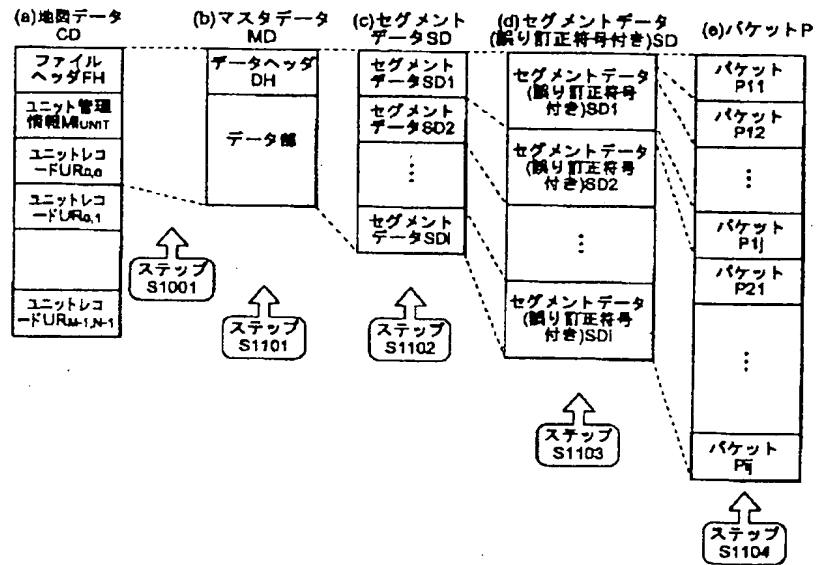 (a)地図データ
CD
ファイル
ヘッダFH
ユニット管理
情報MIUNIT
ユニットレコ
ードUR0,0
ユニットレコ
ードUR0,1
ユニットレコ
ードURM-1,N-1
ステップ
S1001
(b)マスタデータ
MD
データヘッダ
DH
データ部
ステップ
S1101
(c)セグメント
データSD
セグメント
データSD1
セグメント
データSD2
⋮
セグメント
データSDi
ステップ
S1102
(d)セグメントデータ
(誤り訂正符号付き)SD
セグメントデータ
(誤り訂正符号
付き)SD1
セグメントデータ
(誤り訂正符号
付き)SD2
⋮
セグメントデータ
(誤り訂正符号
付き)SDi
ステップ
S1103
(e)パケットP
パケット
P11
パケット
P12
⋮
パケット
P1j
パケット
P21
⋮
パケット
Pij
ステップ
S1104